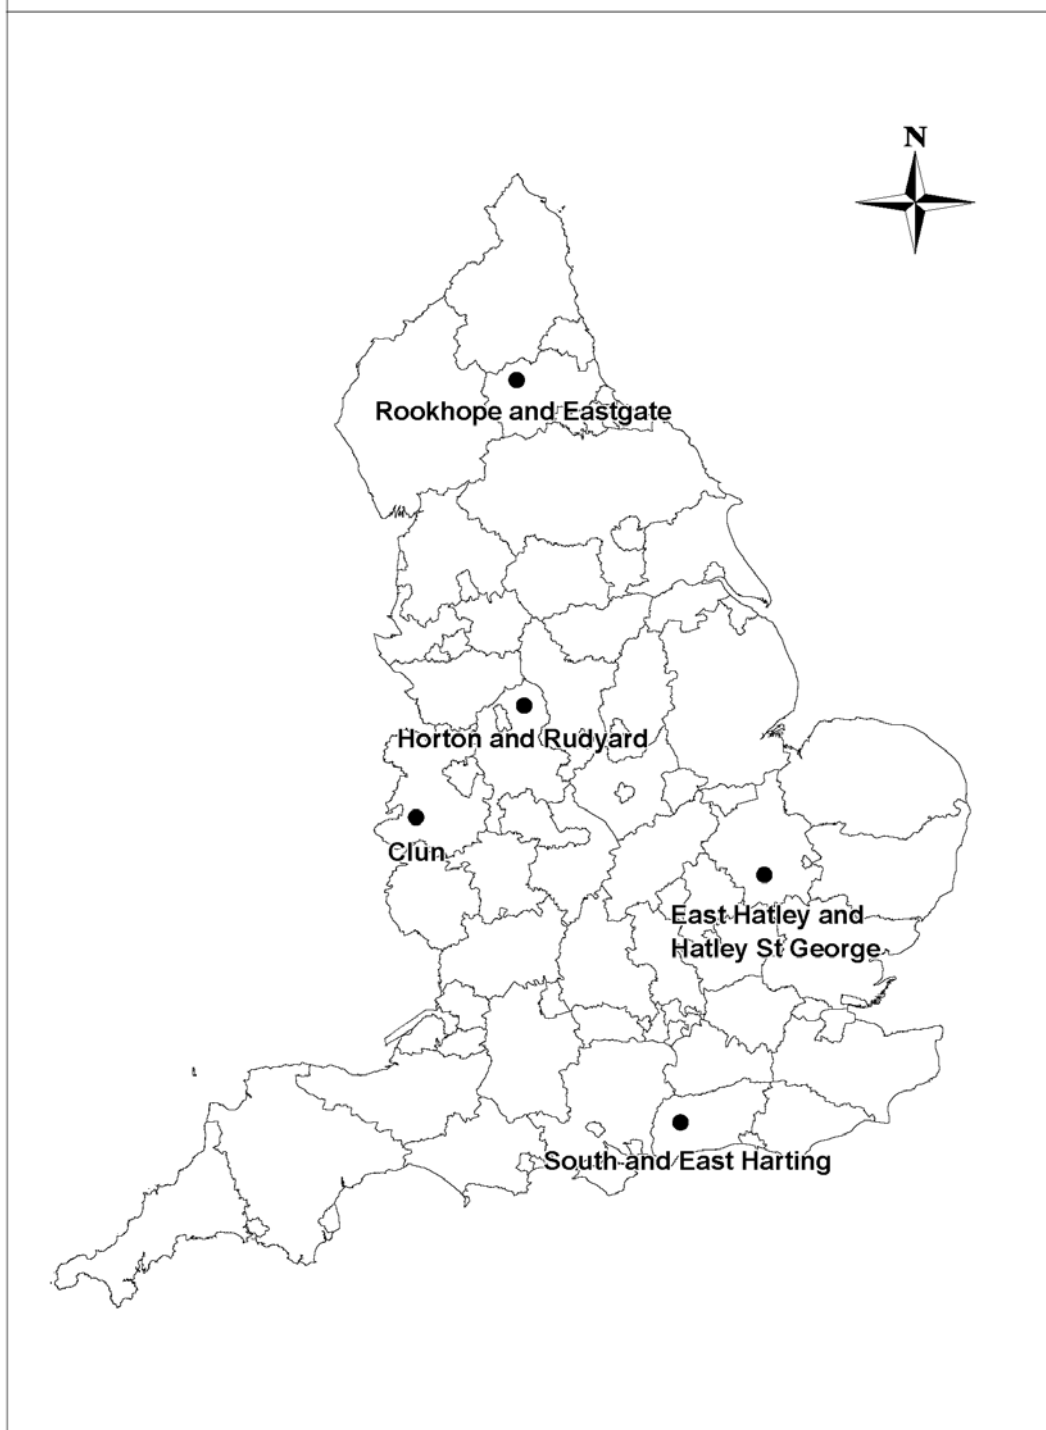 N
Rookhope and Eastgate
Horton and Rudyard
Clun
East Hatley and
Hatley St George
South and East Harting